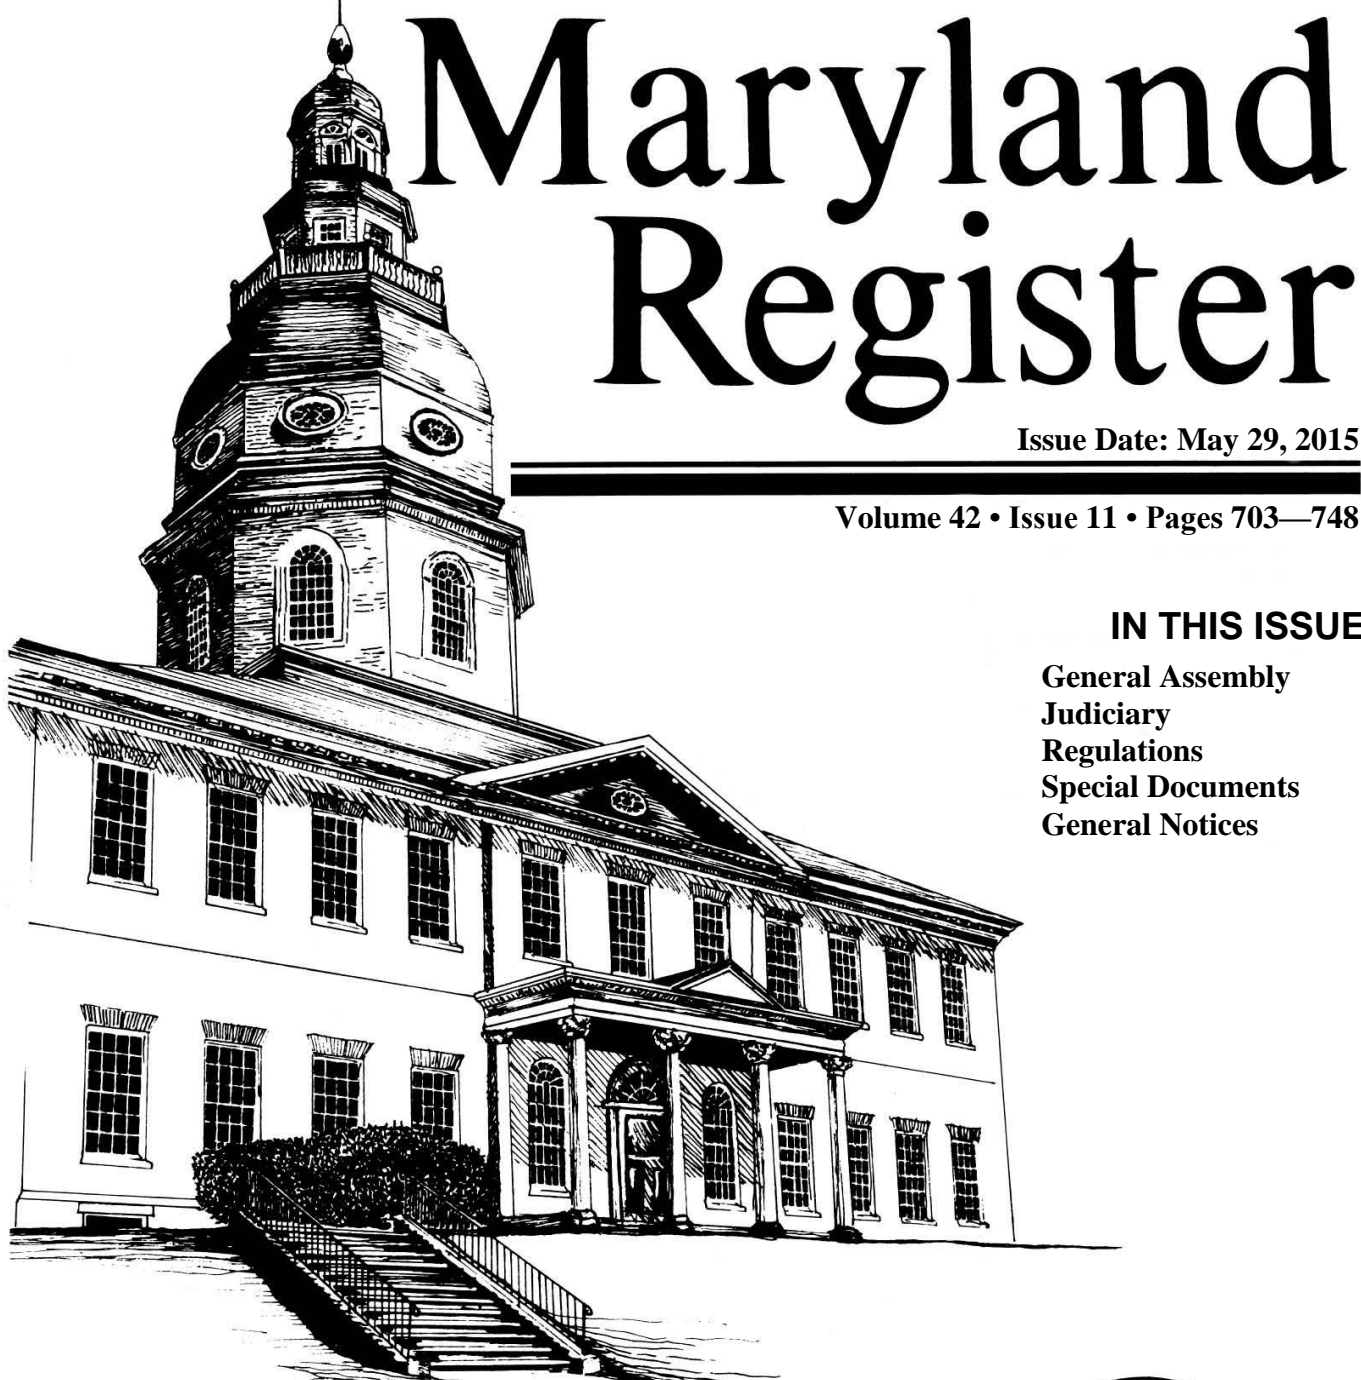 Maryland
Register
Issue Date: May 29, 2015
Volume 42 • Issue 11 • Pages 703—748
IN THIS ISSUE
General Assembly
Judiciary
Regulations
Special Documents
General Notices